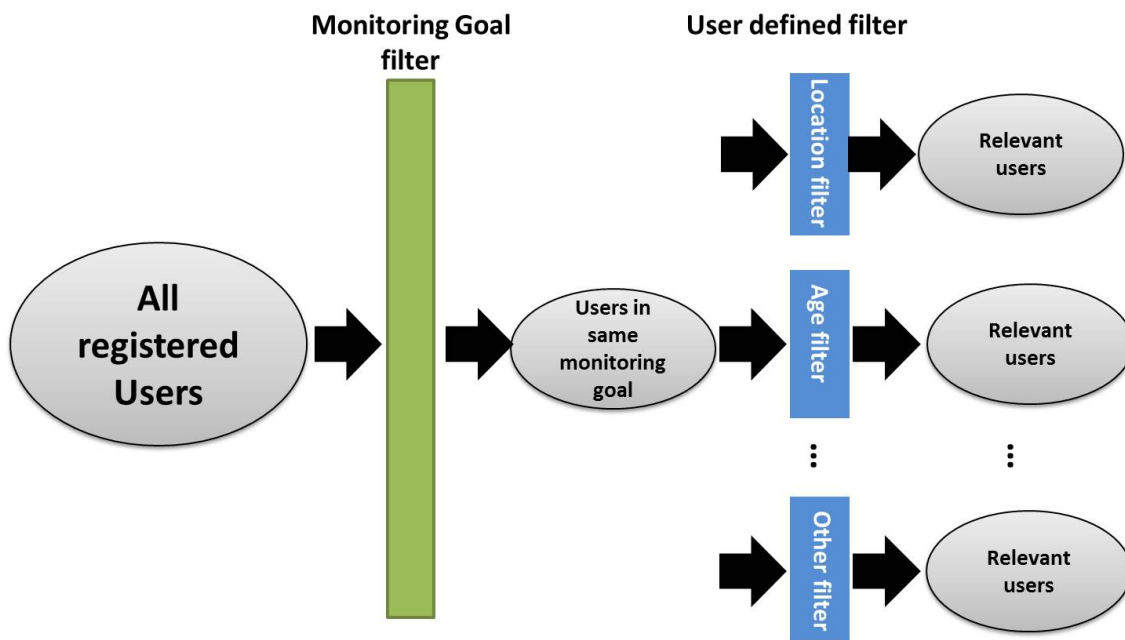 Monitoring Goal
filter
User defined filter
Location filter
Relevant
users
All
registered
Users
Users in
same
monitoring
goal
Age filter
Relevant
users
...
...
Other filter
Relevant
users